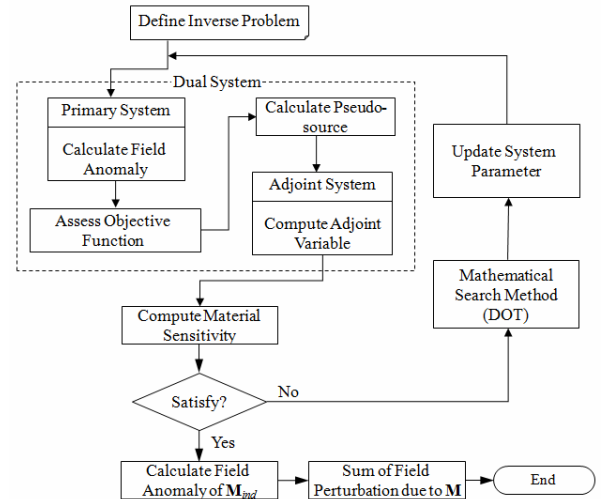 Define Inverse Problem
Dual System
Primary System
Calculate Field
Anomaly
Assess Objective
Function
Calculate Pseudo-
source
Adjoint System
Compute Adjoint
Variable
Compute Material
Sensitivity
Satisfy?
No
Yes
Mathematical
Search Method
(DOT)
Update System
Parameter
Calculate Field
Anomaly of M_ind
Sum of Field
Perturbation due to M
End